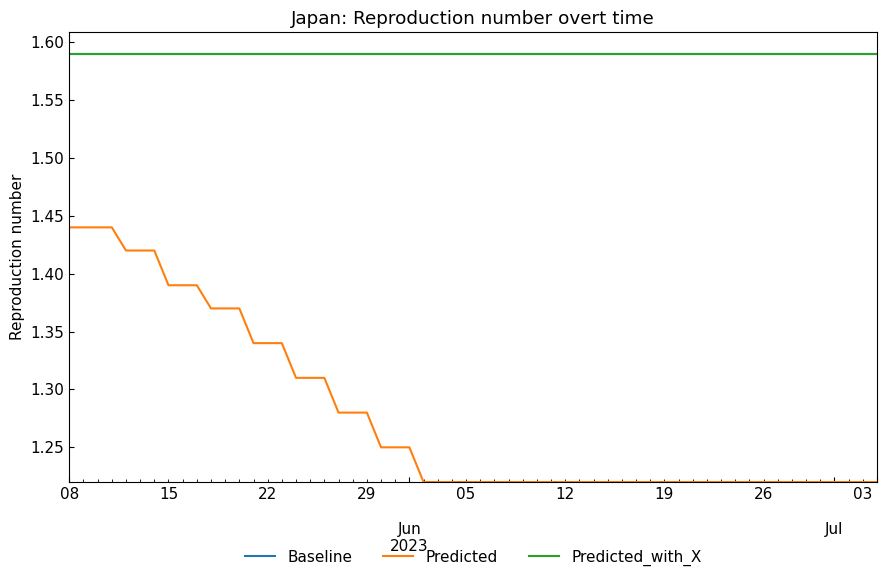 Japan: Reproduction number overt time
Reproduction number
1.60
1.55
1.50
1.45
1.40
1.35
1.30
1.25
08 15 22 29 05 12 19 26 03
Jun Jul
2023
Baseline Predicted Predicted_with_X